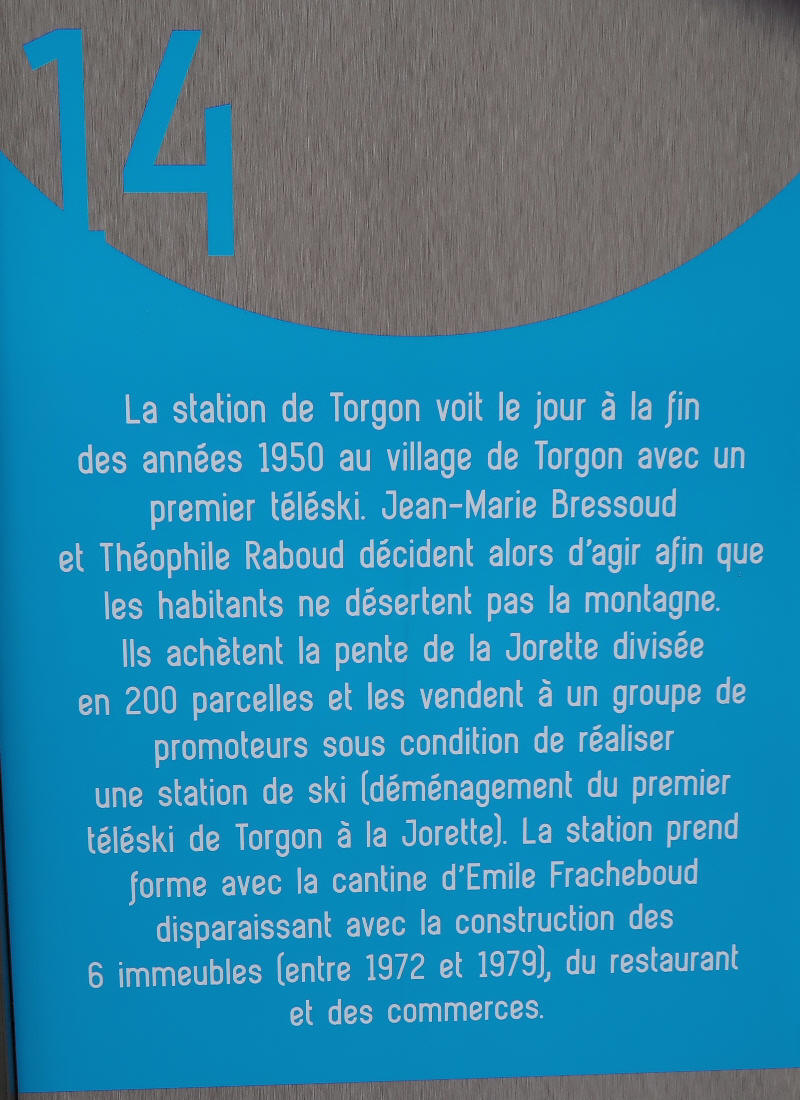 14
La station de Torgon voit le jour à la fin
des années 1950 au village de Torgon avec un
premier téléski. Jean-Marie Bressoud
et Théophile Raboud décident alors d'agir afin que
les habitants ne désertent pas la montagne.
Ils achètent la pente de la Jorette divisée
en 200 parcelles et les vendent à un groupe de
promoteurs sous condition de réaliser
une station de ski (déménagement du premier
téléski de Torgon à la Jorette). La station prend
forme avec la cantine d'Emile Fracheboud
disparaissant avec la construction des
6 immeubles (entre 1972 et 1979), du restaurant
et des commerces.